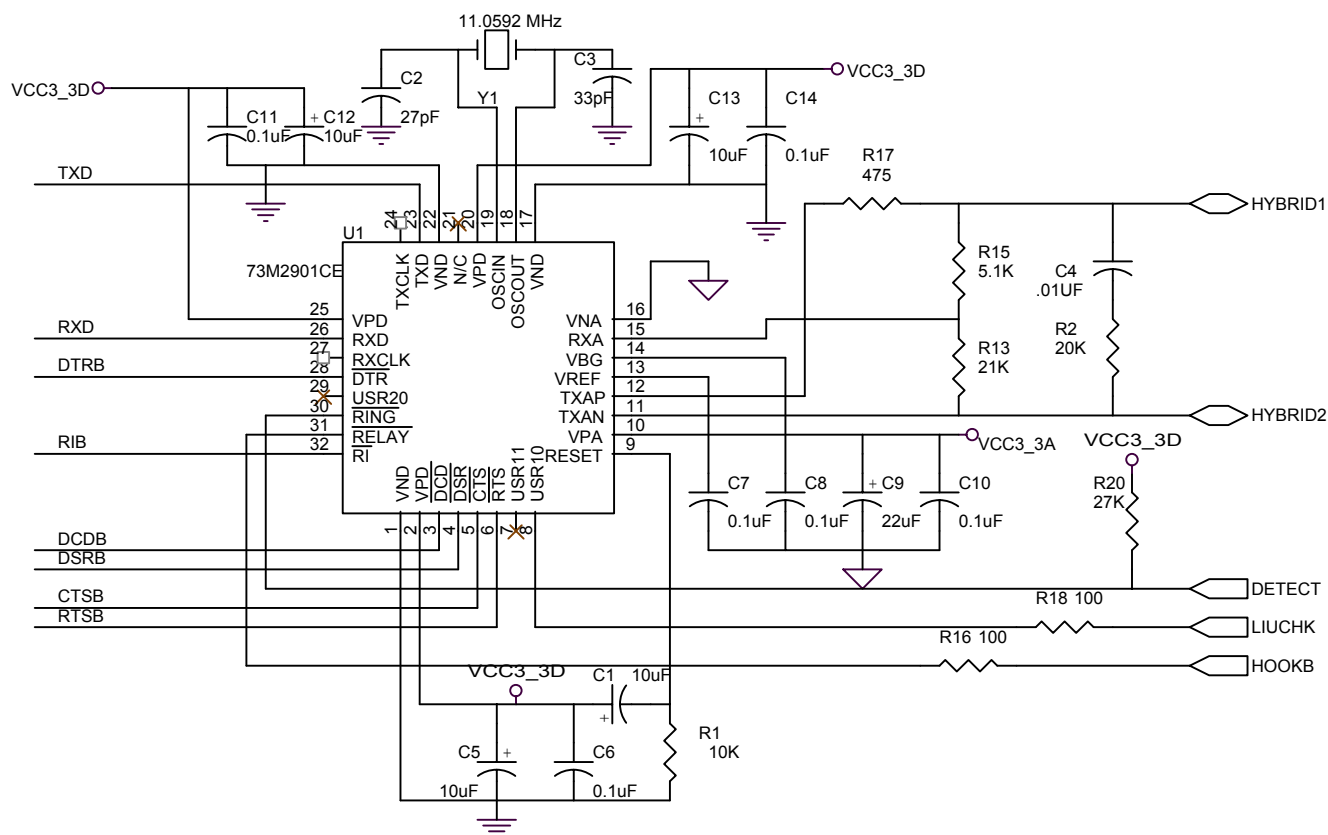 11.0592 MHz
Y1
C2
27pF
C3
33pF
VCC3_3D
C11
0.1uF
+ C12
10uF
VCC3_3D
C13
+
10uF
C14
0.1uF
TXD
R17
475
HYBRID1
R15
5.1K
C4
.01UF
R2
20K
R13
21K
HYBRID2
U1
73M2901CE
24 23 22 21 20 19 18 17
TXCLK TXD VND N/C VPD OSCIN OSCOUT VND
25 VPD
RXD 26 RXD
27 RXCLK
DTRB 28 DTR
29 USR20
30 RING
31 RELAY
RIB 32 RI
VNA 16
RXA 15
VBG 14
VREF 13
TXAP 12
TXAN 11
VPA 10
RESET 9
VCC3_3A
VND VPD DCD DSR CTS RTS USR11 USR10
1 2 3 4 5 6 7 8
C7
0.1uF
C8
0.1uF
+ C9
22uF
C10
0.1uF
VCC3_3D
R20
27K
DCDB
DSRB
CTSB
RTSB
DETECT
R18 100
LIUCHK
R16 100
HOOKB
VCC3_3D
C1
10uF
+
R1
10K
C5
+
10uF
C6
0.1uF